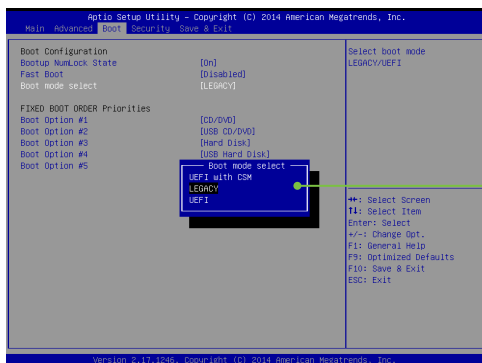 Aptio Setup Utility – Copyright (C) 2014 American Megatrends, Inc.
Main Advanced Boot Security Save & Exit
Boot Configuration
Bootup NumLock State [On]
Fast Boot [Disabled]
Boot mode select [LEGACY]
FIXED BOOT ORDER Priorities
Boot Option #1 [CD/DVD]
Boot Option #2 [USB CD/DVD]
Boot Option #3 [Hard Disk]
Boot Option #4 [USB Hard Disk]
Boot Option #5
Boot mode select
UEFI with CSM
LEGACY
UEFI
Select boot mode
LEGACY/UEFI
→←: Select Screen
↑↓: Select Item
Enter: Select
+/-: Change Opt.
F1: General Help
F9: Optimized Defaults
F10: Save & Exit
ESC: Exit
Version 2.17.1246. Copyright (C) 2014 American Megatrends, Inc.